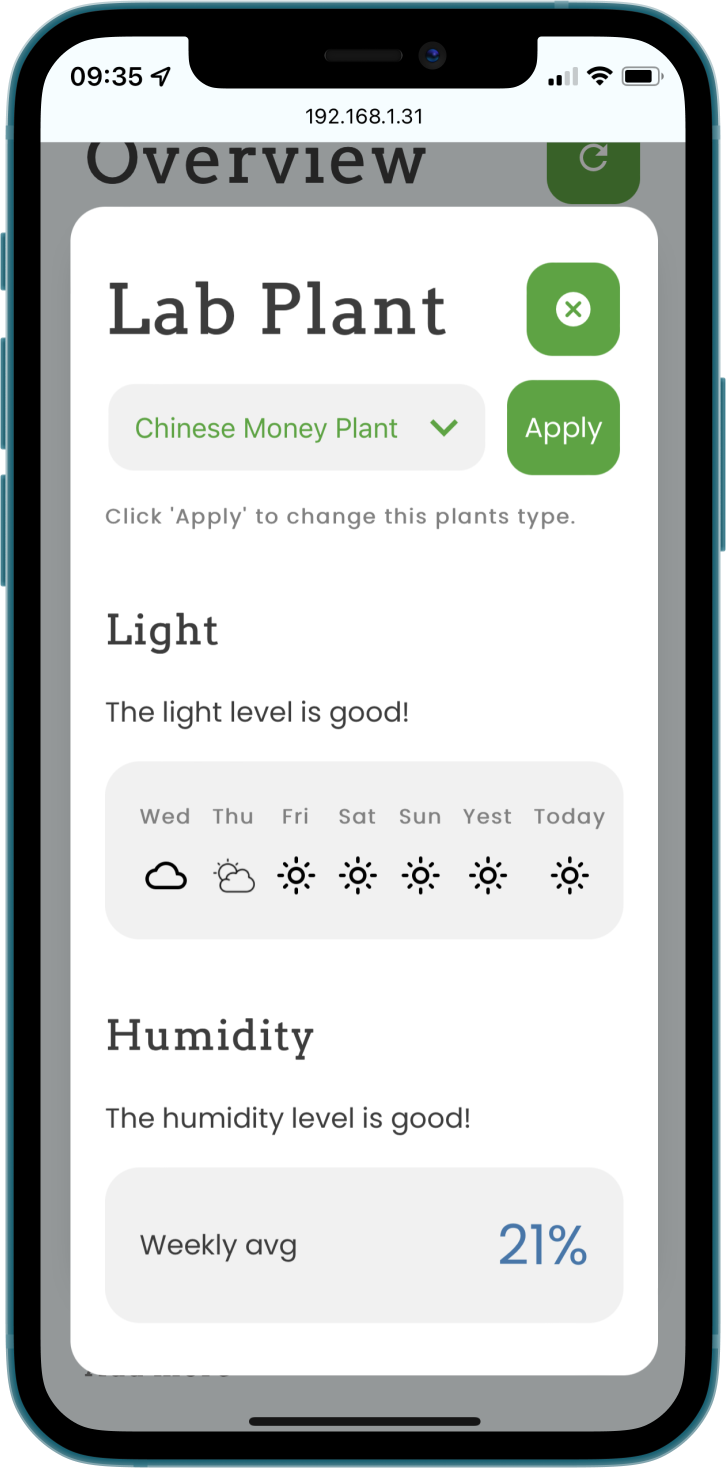 09:35
192.168.1.31
Overview
Lab Plant
Chinese Money Plant
Apply
Click 'Apply' to change this plants type.
Light
The light level is good!
Wed Thu Fri Sat Sun Yest Today
Humidity
The humidity level is good!
Weekly avg 21%